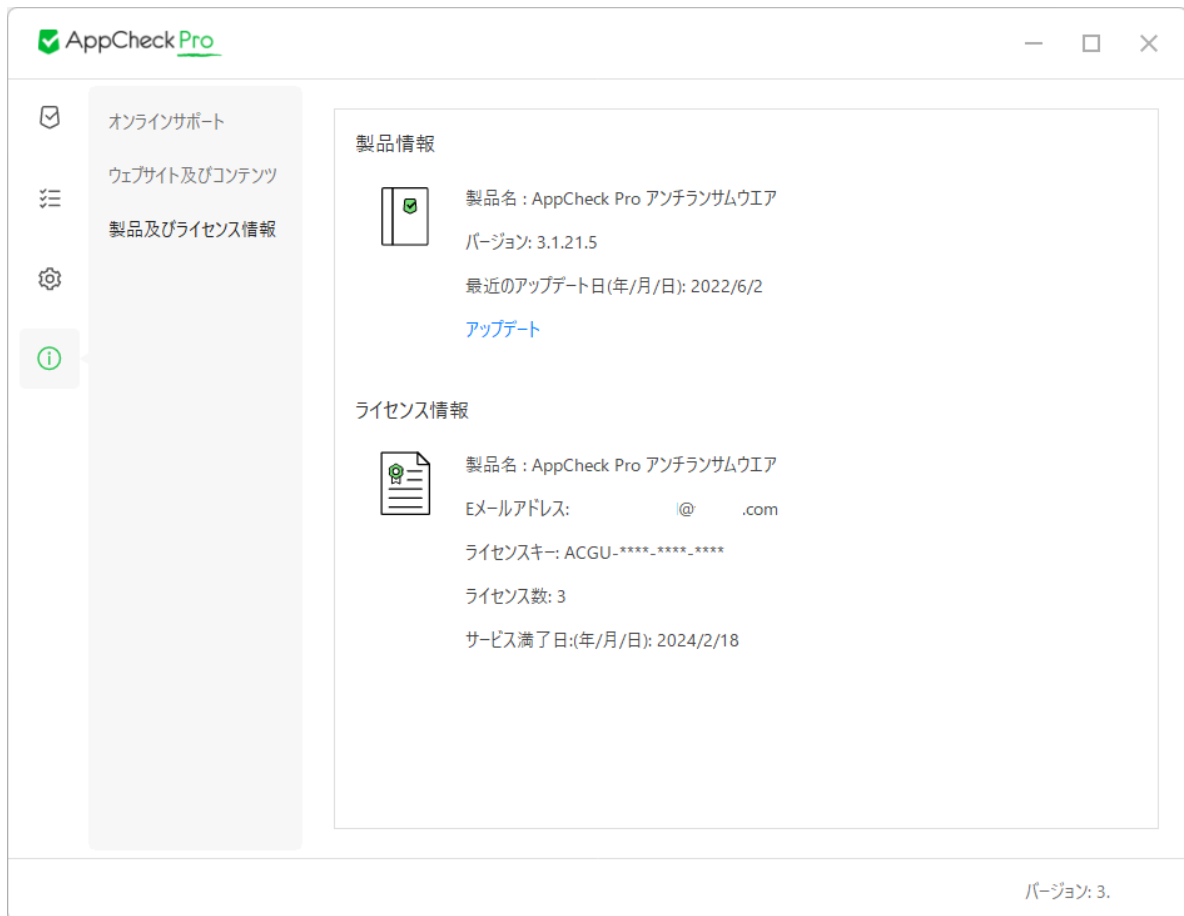 AppCheck Pro
オンラインサポート
ウェブサイト及びコンテンツ
製品及びライセンス情報
製品情報
製品名 : AppCheck Pro アンチランサムウエア
バージョン: 3.1.21.5
最近のアップデート日(年/月/日): 2022/6/2
アップデート
ライセンス情報
製品名 : AppCheck Pro アンチランサムウエア
Eメールアドレス: @ .com
ライセンスキー: ACGU-****-****-****
ライセンス数: 3
サービス満了日:(年/月/日): 2024/2/18
バージョン: 3.